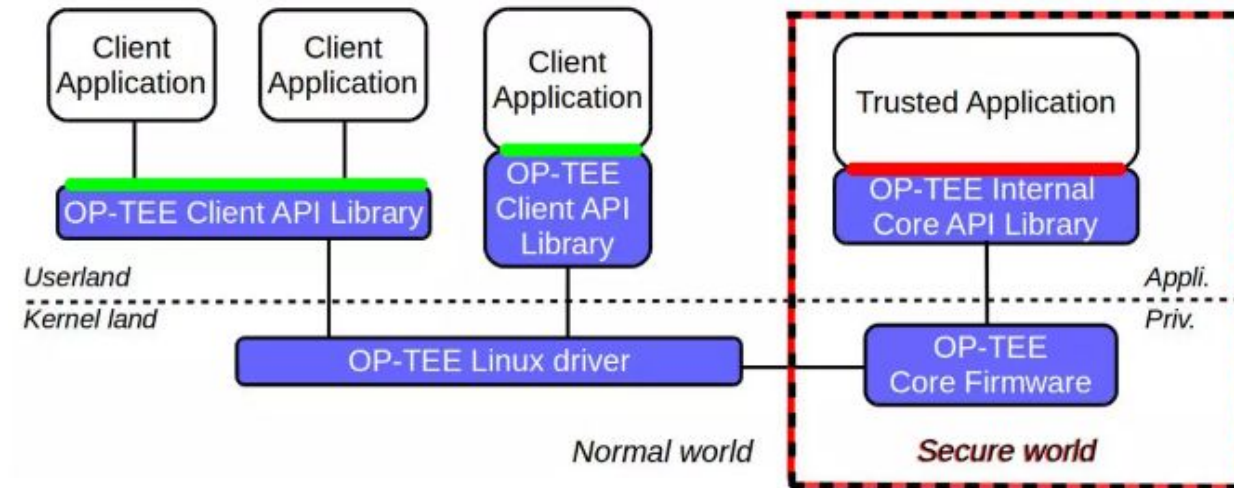 Client
Application
Client
Application
Client
Application
Trusted Application
OP-TEE Client API Library
OP-TEE
Client API
Library
OP-TEE Internal
Core API Library
Userland
Appli.
Kernel land
Priv.
OP-TEE Linux driver
OP-TEE
Core Firmware
Normal world
Secure world